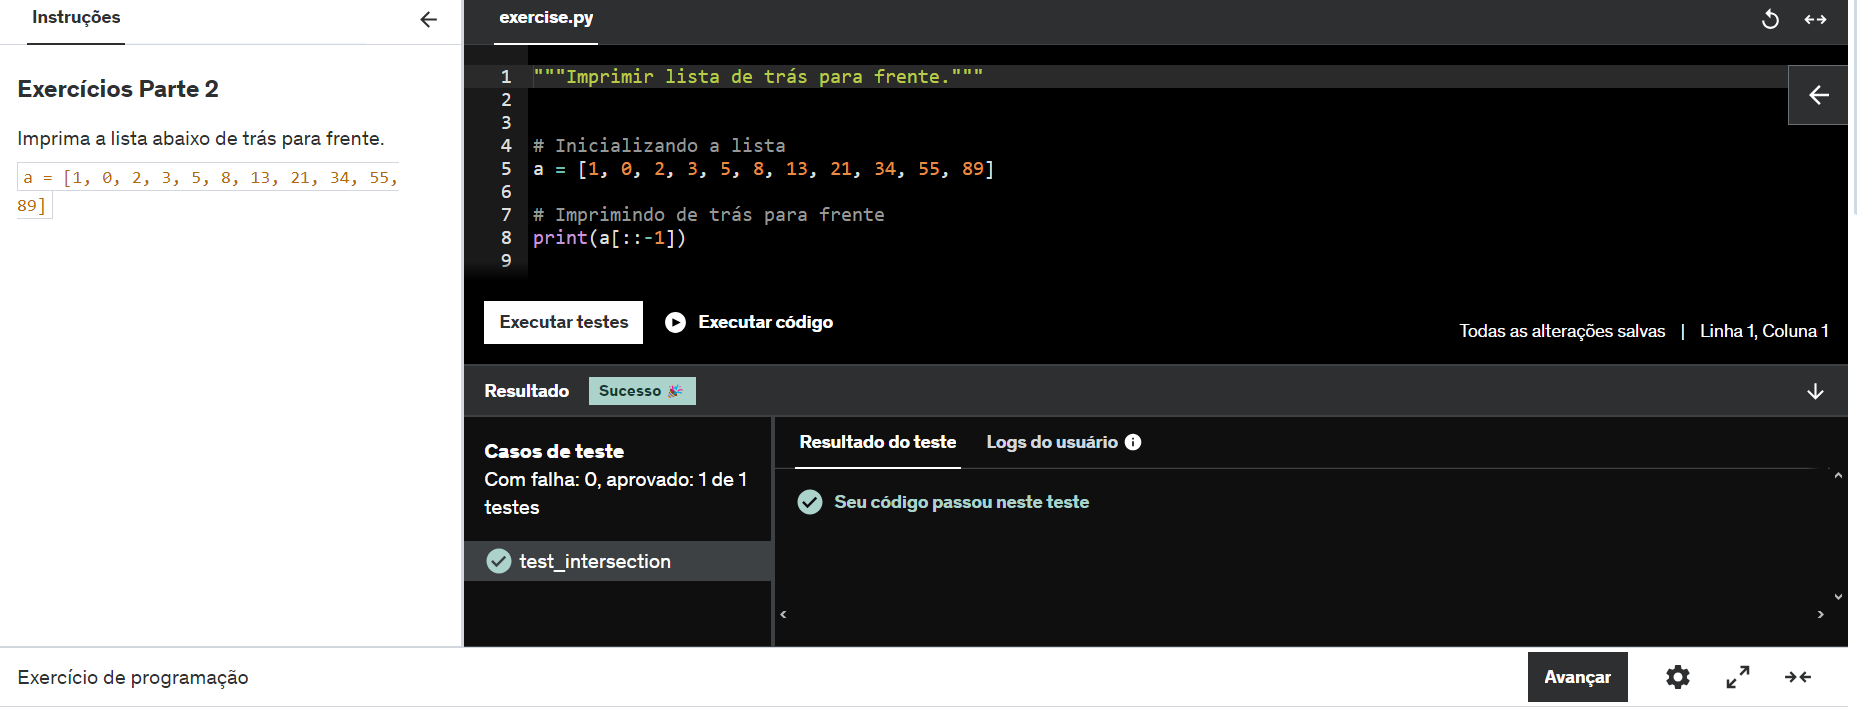 Instruções
Exercícios Parte 2
Imprima a lista abaixo de trás para frente.
a = [1, 0, 2, 3, 5, 8, 13, 21, 34, 55,
89]
exercise.py
1 """Imprimir lista de trás para frente."""
2
3
4 # Inicializando a lista
5 a = [1, 0, 2, 3, 5, 8, 13, 21, 34, 55, 89]
6
7 # Imprimindo de trás para frente
8 print(a[::-1])
9
Executar testes
Executar código
Todas as alterações salvas | Linha 1, Coluna 1
Resultado
Sucesso 🎉
Casos de teste
Com falha: 0, aprovado: 1 de 1
testes
test_intersection
Resultado do teste
Logs do usuário
Seu código passou neste teste
Exercício de programação
Avançar